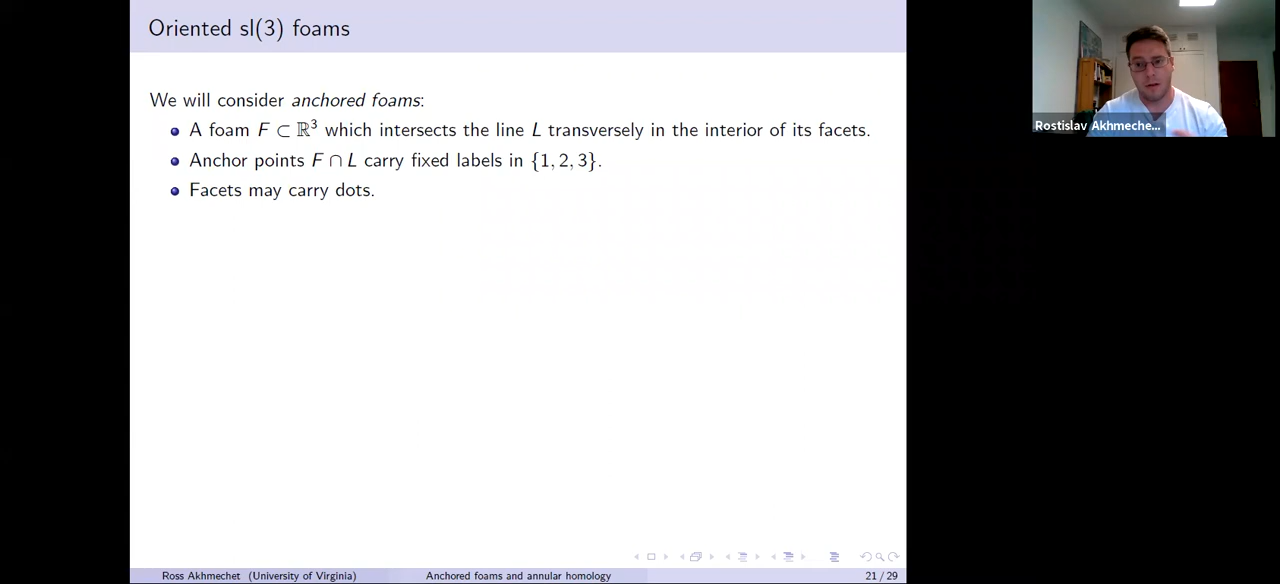 Oriented sl(3) foams
We will consider anchored foams:
A foam F ⊂ ℝ³ which intersects the line L transversely in the interior of its facets.
Anchor points F ∩ L carry fixed labels in {1, 2, 3}.
Facets may carry dots.
Rostislav Akhmeche...
Ross Akhmechet (University of Virginia)
Anchored foams and annular homology
21 / 29